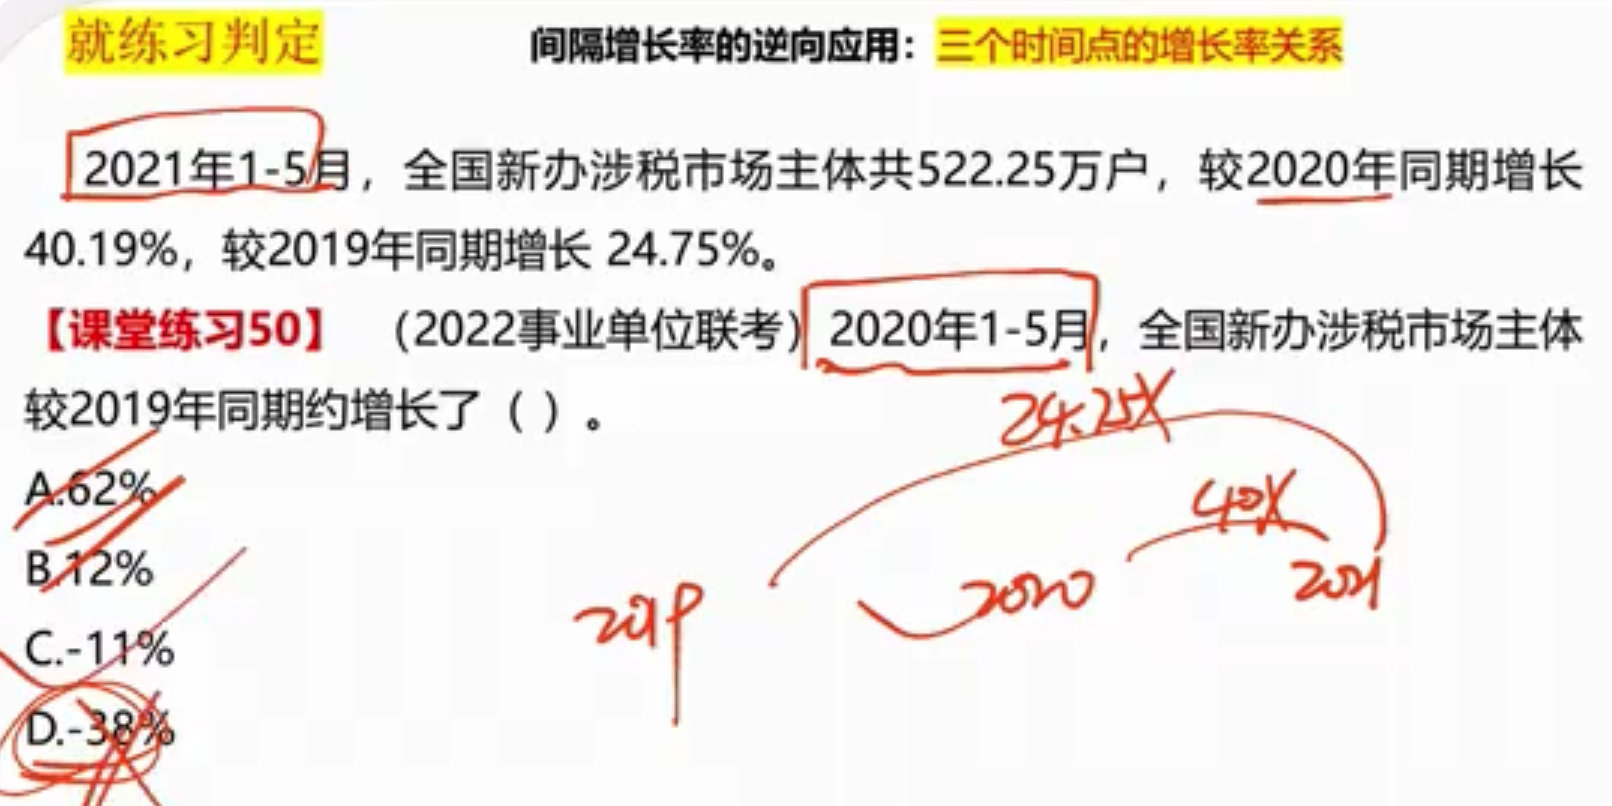 就练习判定
间隔增长率的逆向应用：三个时间点的增长率关系
2021年1-5月，全国新办涉税市场主体共522.25万户，较2020年同期增长
40.19%，较2019年同期增长 24.75%。
【课堂练习50】 （2022事业单位联考）2020年1-5月，全国新办涉税市场主体
较2019年同期约增长了（ ）。
24.25%
A.62%
40%
B.12%
2019 2020 2021
C.-11%
D.-38%